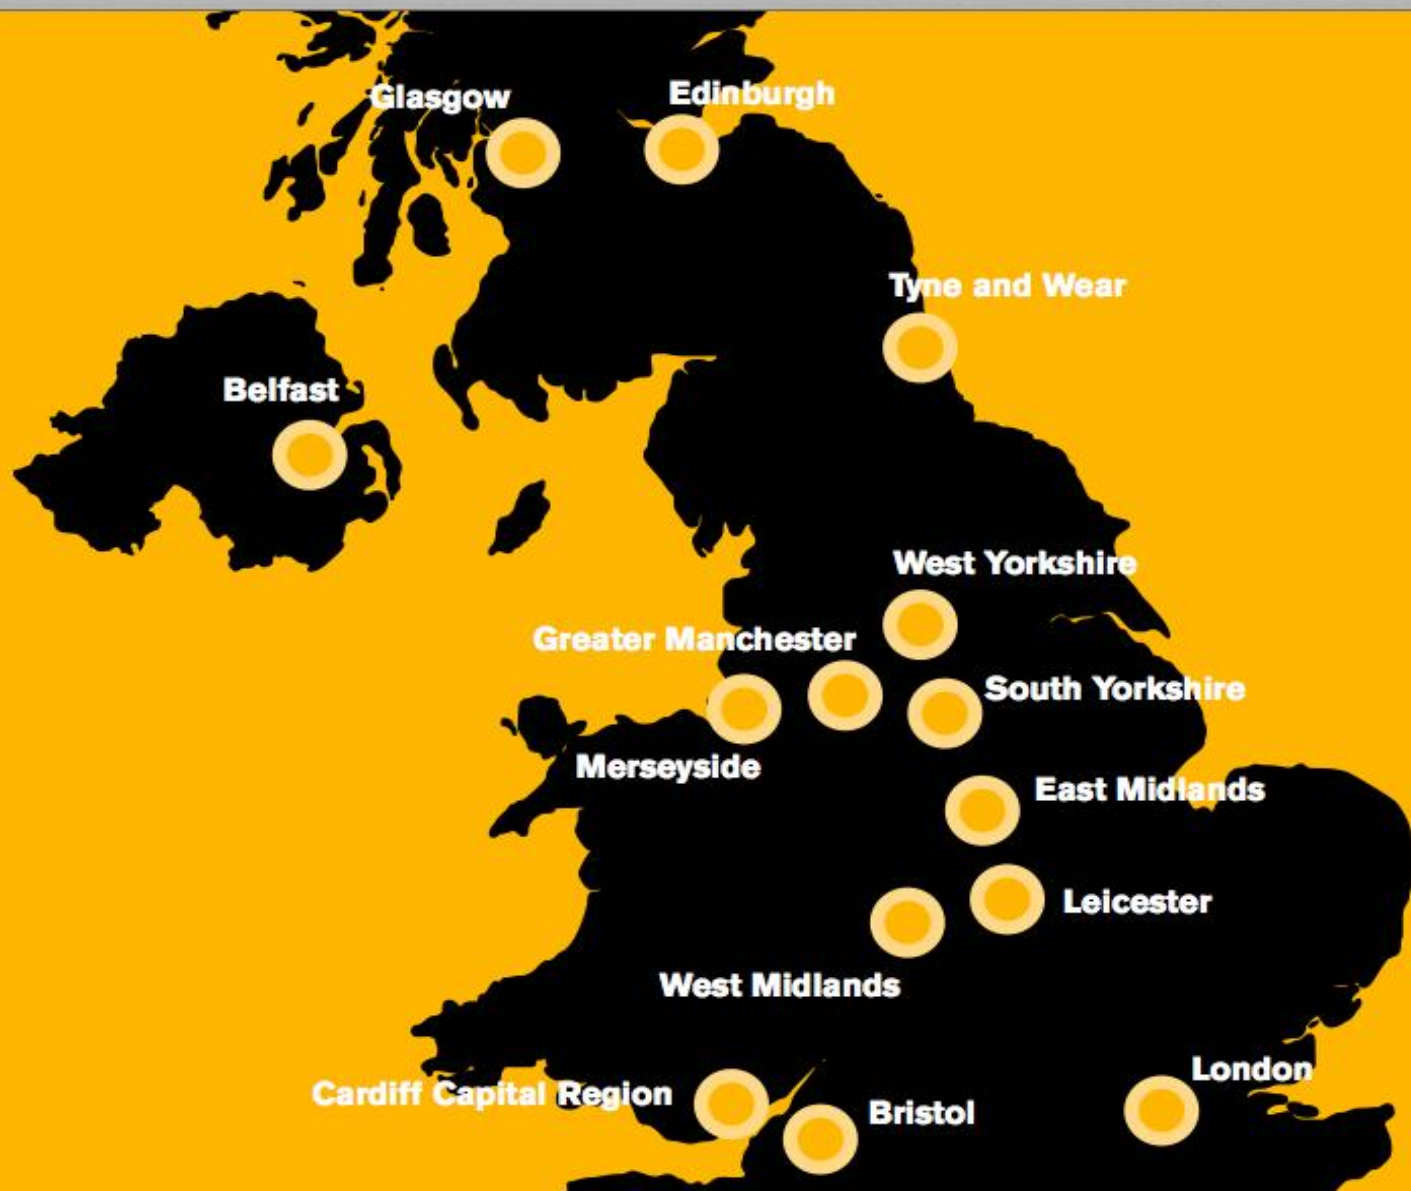 Glasgow
Edinburgh
Tyne and Wear
Belfast
West Yorkshire
Greater Manchester
South Yorkshire
Merseyside
East Midlands
Leicester
West Midlands
London
Cardiff Capital Region
Bristol